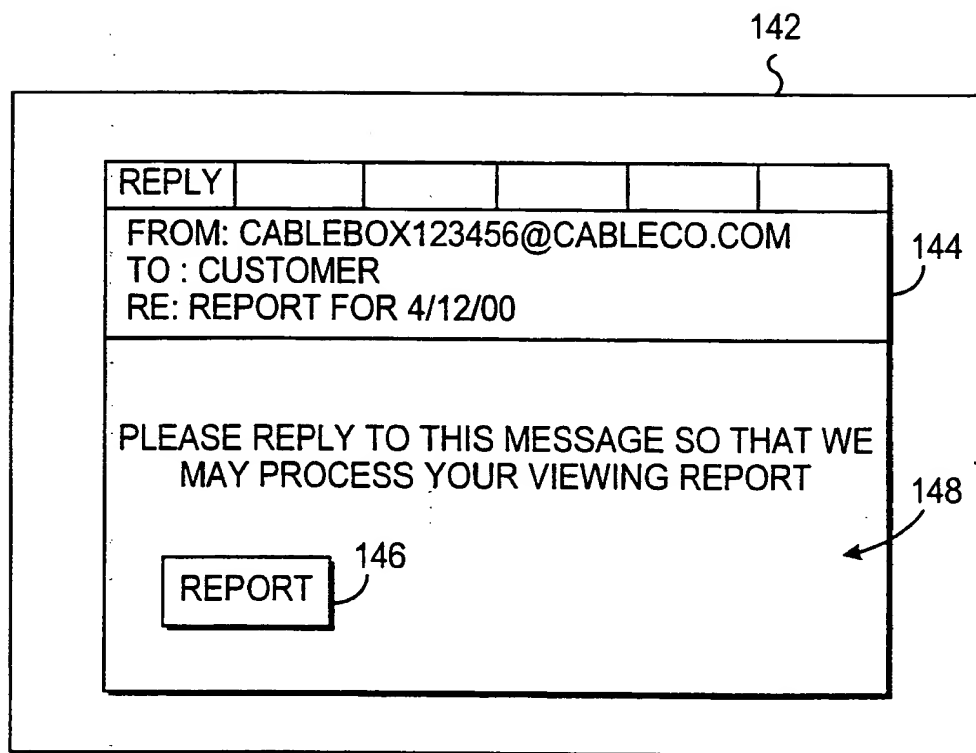 142
REPLY
FROM: CABLEBOX123456@CABLECO.COM
TO : CUSTOMER
RE: REPORT FOR 4/12/00
144
PLEASE REPLY TO THIS MESSAGE SO THAT WE
MAY PROCESS YOUR VIEWING REPORT
148
146
REPORT